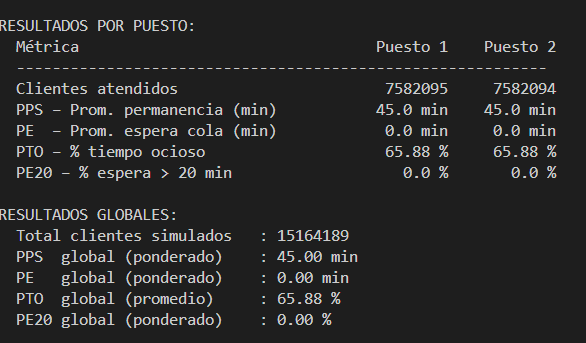 RESULTADOS POR PUESTO:
Métrica Puesto 1 Puesto 2
-----------------------------------------------------------
Clientes atendidos 7582095 7582094
PPS – Prom. permanencia (min) 45.0 min 45.0 min
PE – Prom. espera cola (min) 0.0 min 0.0 min
PTO – % tiempo ocioso 65.88 % 65.88 %
PE20 – % espera > 20 min 0.0 % 0.0 %
RESULTADOS GLOBALES:
Total clientes simulados : 15164189
PPS global (ponderado) : 45.00 min
PE global (ponderado) : 0.00 min
PTO global (promedio) : 65.88 %
PE20 global (ponderado) : 0.00 %